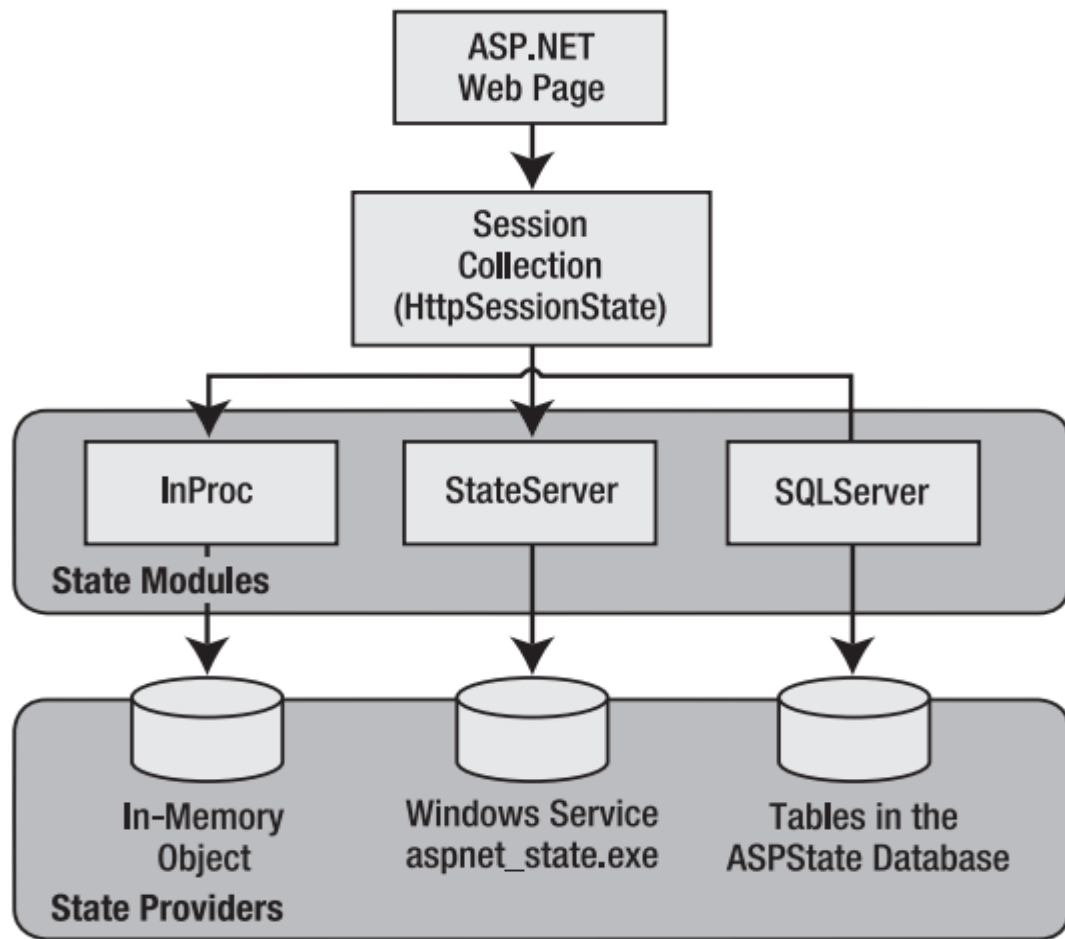 ASP.NET
Web Page
Session
Collection
(HttpSessionState)
InProc
StateServer
SQLServer
State Modules
In-Memory
Object
Windows Service
aspnet_state.exe
Tables in the
ASPState Database
State Providers